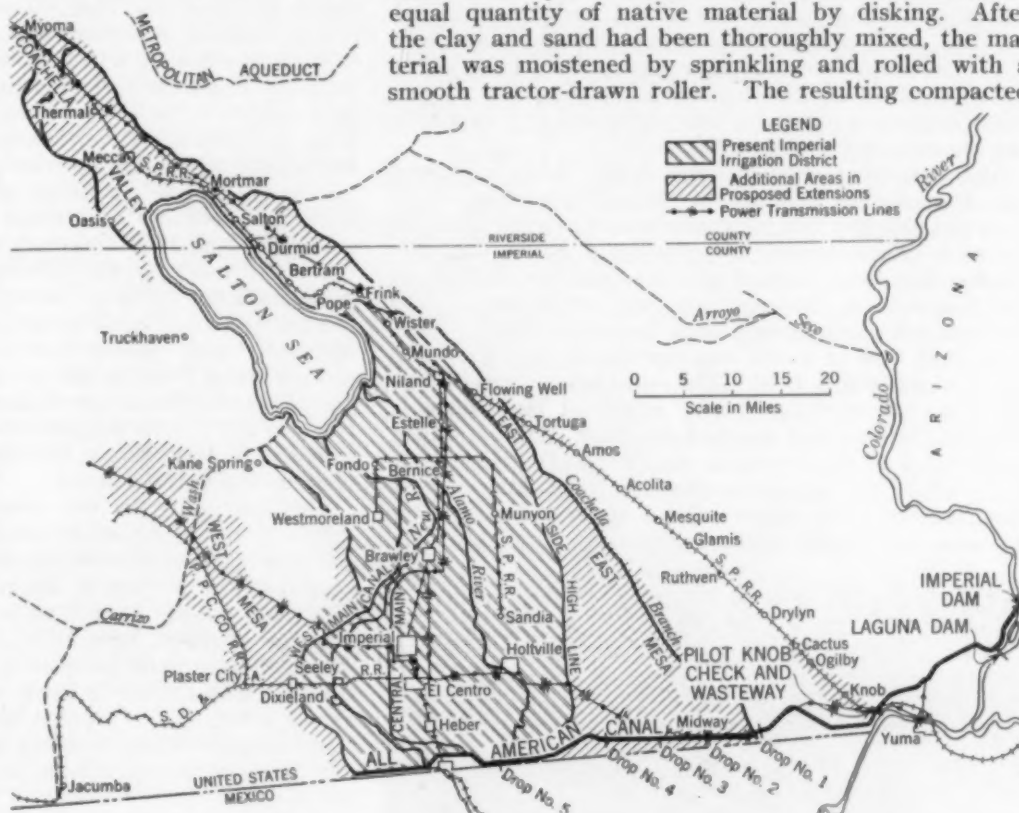 equal quantity of native material by disking. After
the clay and sand had been thoroughly mixed, the ma-
terial was moistened by sprinkling and rolled with a
smooth tractor-drawn roller. The resulting compacted
LEGEND
Present Imperial
Irrigation District
Additional Areas in
Prosposed Extensions
Power Transmission Lines
Myoma
METROPOLITAN AQUEDUCT
COACHELLA VALLEY
Thermal
Mecca
S.P.R.R.
Mortmar
Oasis
Salton
Durmid
RIVERSIDE COUNTY
IMPERIAL COUNTY
SALTON SEA
Bertram
Pope
Frink
Wister
Mundo
Truckhaven
Niland
Flowing Well
Arroyo Seco
Colorado River
ARIZONA
0 5 10 15 20
Scale in Miles
Estelle
Tortuga
EAST SIDE HIGH LINE
Amos
Kane Spring
Fondo
Bernice
Acolita
Coachella Branch
EAST MESA
Westmoreland
New R.
Alamo River
Munyon
Mesquite
Glamis
S.P.R.R.
Wash
WEST MESA
P.P.C.CO.R.R.
WEST MAIN CANAL
Brawley
S.P.R.R.
Ruthven
IMPERIAL
DAM
Carrizo
Sandia
Drylyn
LAGUNA DAM
Imperial
CENTRAL MAIN
Holtville
Cactus
Ogilby
PILOT KNOB
CHECK AND
WASTEWAY
Plaster City
S.D.& A.
Seeley
R.R.
Dixieland
El Centro
Knob
Heber
Yuma
ALL AMERICAN CANAL
Midway
Jacumba
UNITED STATES
MEXICO
Drop No. 5
Drop No. 4
Drop No. 3
Drop No. 2
Drop No. 1